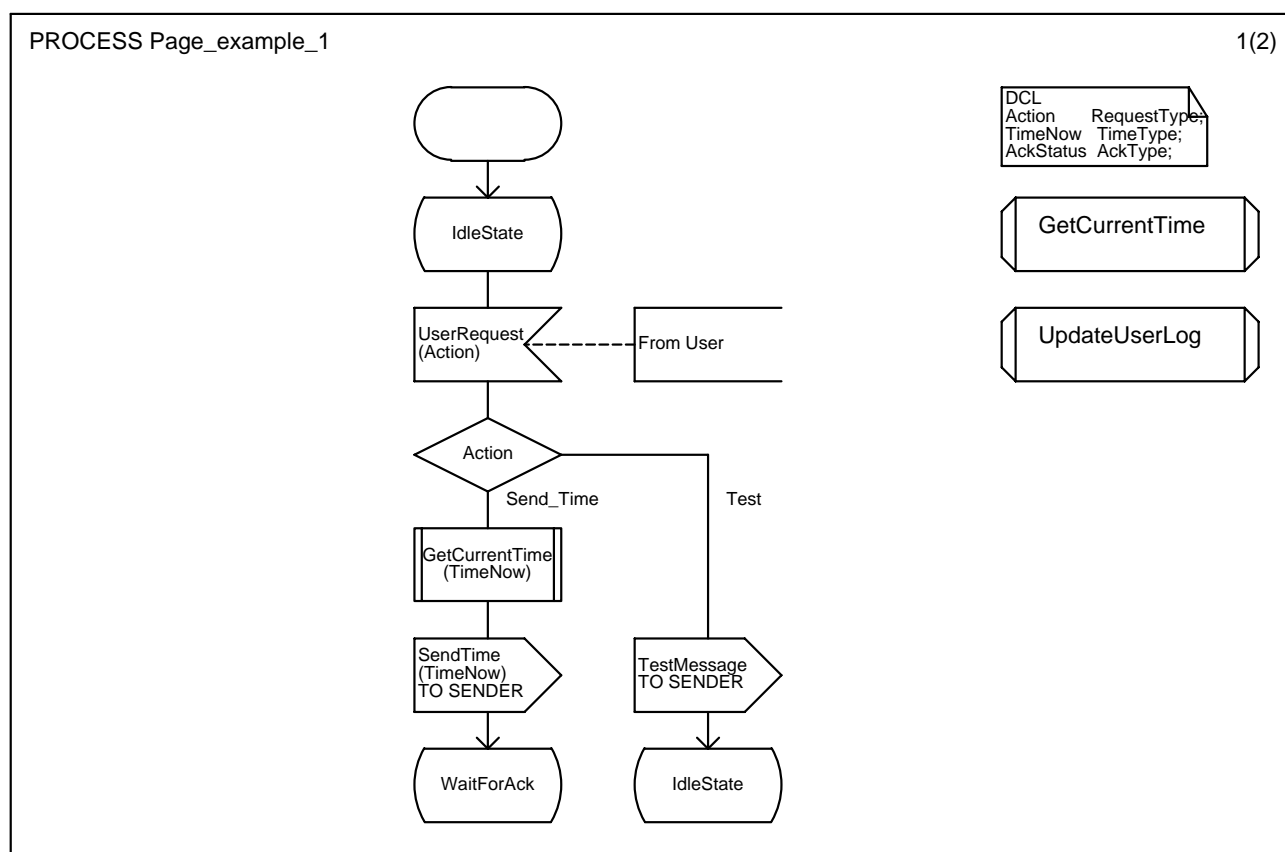 PROCESS Page_example_1
1(2)
DCL
Action RequestType;
TimeNow TimeType;
AckStatus AckType;
IdleState
GetCurrentTime
UserRequest
(Action)
From User
UpdateUserLog
Action
Send_Time
Test
GetCurrentTime
(TimeNow)
SendTime
(TimeNow)
TO SENDER
TestMessage
TO SENDER
WaitForAck
IdleState